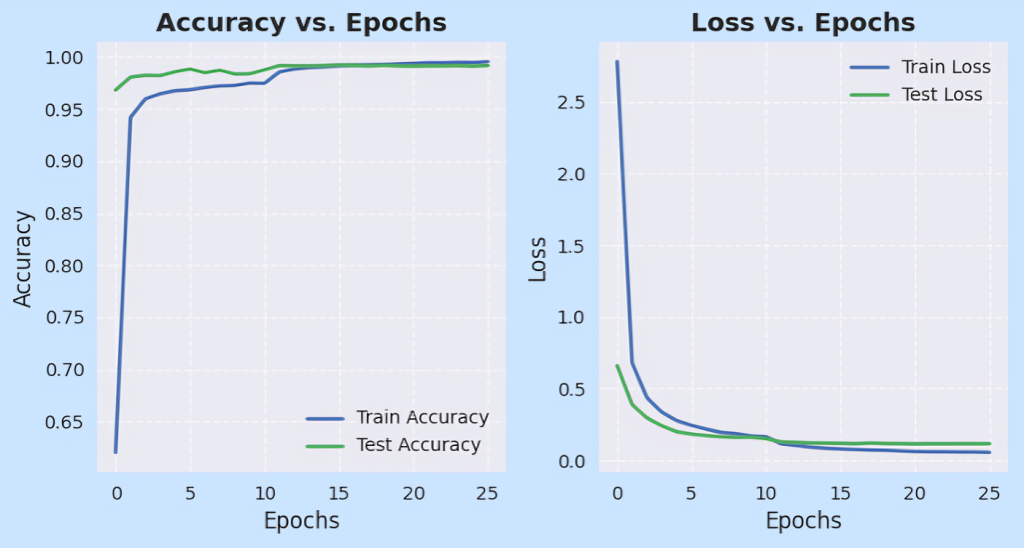 Accuracy vs. Epochs
Accuracy
1.00
0.95
0.90
0.85
0.80
0.75
0.70
0.65
Train Accuracy
Test Accuracy
0 5 10 15 20 25
Epochs
Loss vs. Epochs
Loss
2.5
2.0
1.5
1.0
0.5
0.0
Train Loss
Test Loss
0 5 10 15 20 25
Epochs